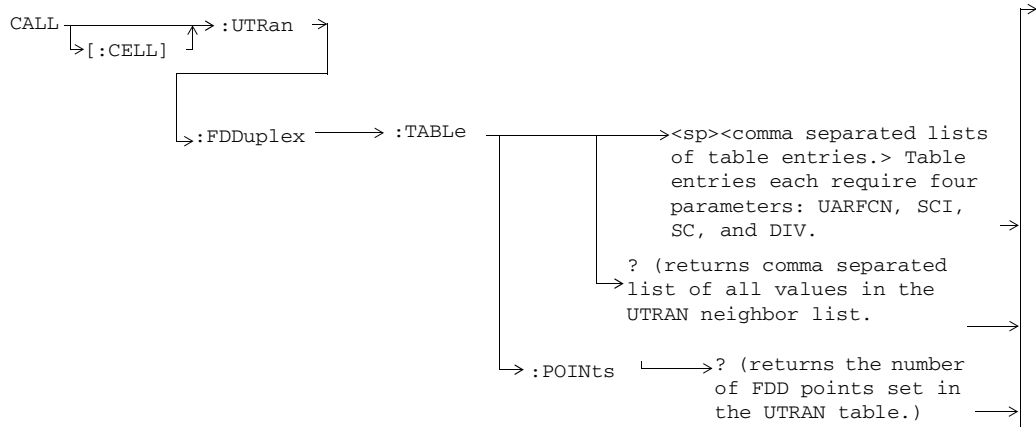 CALL :UTRan
[:CELL]
:FDDuplex :TABLe <sp><comma separated lists
of table entries.> Table
entries each require four
parameters: UARFCN, SCI,
SC, and DIV.
? (returns comma separated
list of all values in the
UTRAN neighbor list.
:POINts ? (returns the number
of FDD points set in
the UTRAN table.)